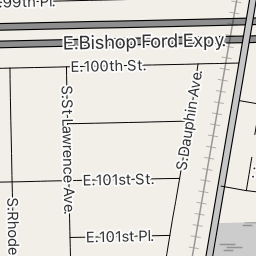 E 99th Pl.
E Bishop Ford Expy.
E 100th St.
S Dauphin Ave.
S St Lawrence Ave.
E 101st St.
S Rhode
E 101st Pl.